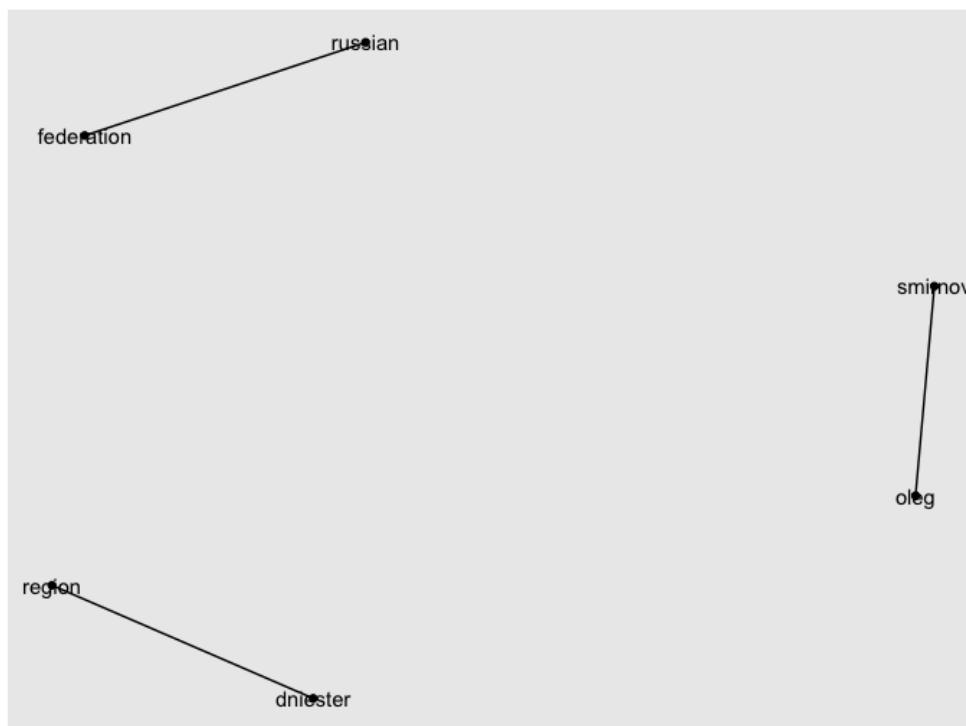 russian
federation
smirnov
oleg
region
dniester